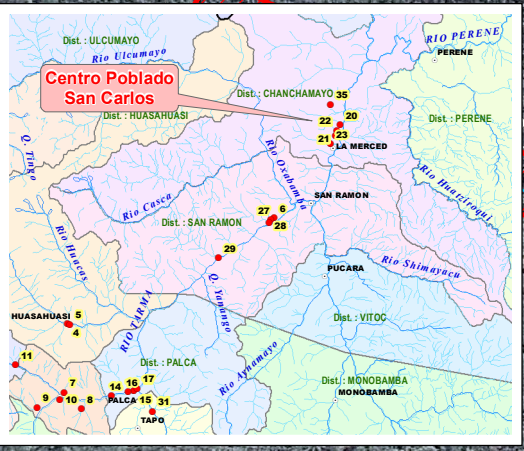 Dist. : ULCUMAYO
Rio Ulcumayo
RIO PERENE
PERENE
Centro Poblado
San Carlos
Dist. : CHANCHAMAYO
35
Dist. : HUASAHUASI
22
20
Dist. : PERENE
21
23
LA MERCED
Q. Tingo
Rio Oxabamba
Rio Huatziroqui
Rio Casca
SAN RAMON
27
6
Dist. : SAN RAMON
28
Rio Huacos
29
Rio Shimayacu
PUCARA
Q. Yanango
HUASAHUASI
5
4
RIO TARMA
Dist. : VITOC
11
Dist. : PALCA
Rio Aynamayo
7
14
16
17
Dist. : MONOBAMBA
9
10
8
PALCA
15
31
MONOBAMBA
TAPO